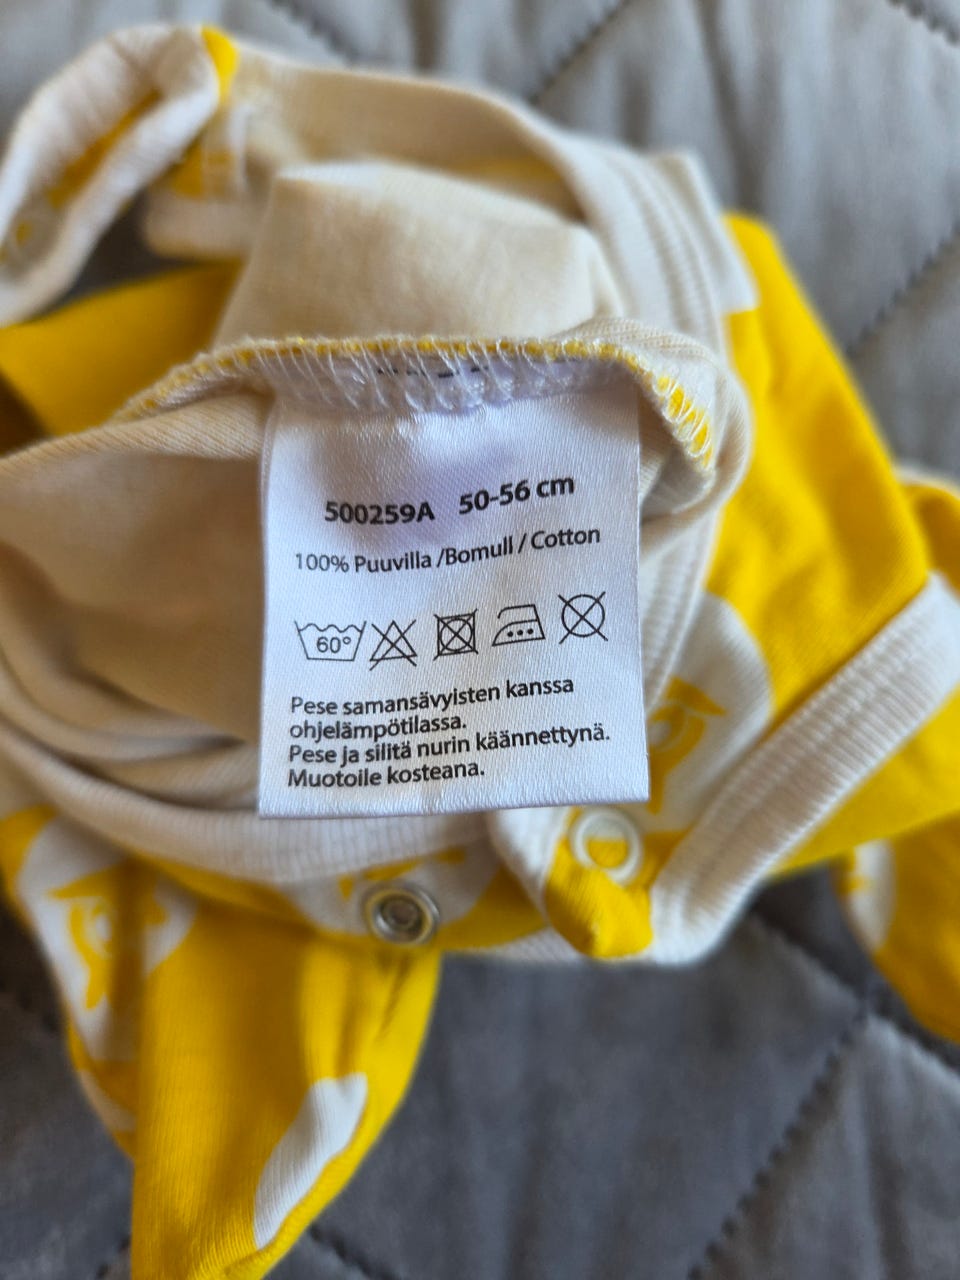 500259A 50-56 cm
100% Puuvilla /Bomull / Cotton
60°
Pese samansävyisten kanssa
ohjelämpötilassa.
Pese ja silitä nurin käännettynä.
Muotoile kosteana.